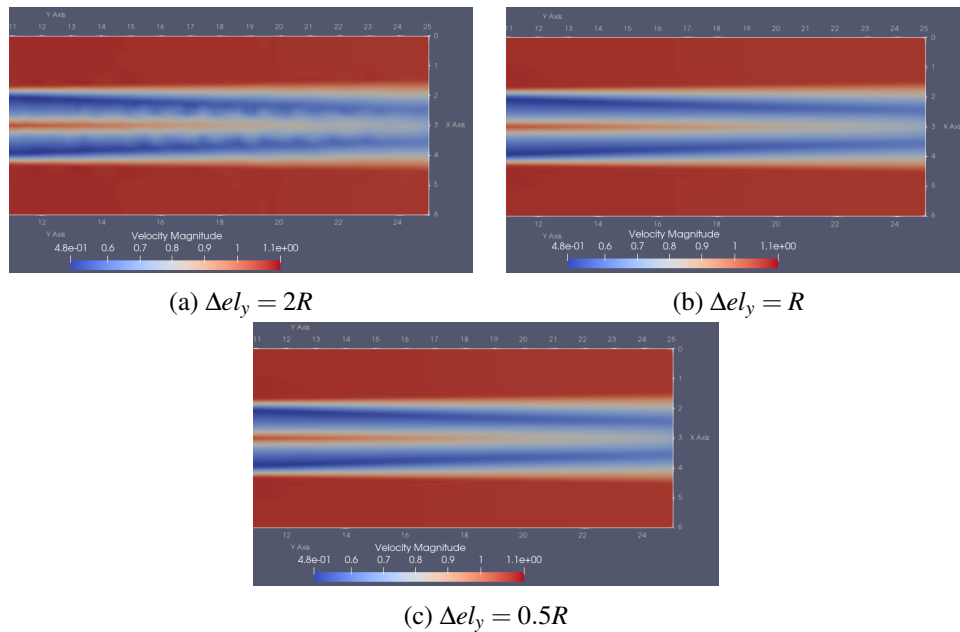 Y Axis
11 12 13 14 15 16 17 18 19 20 21 22 23 24 25
0
1
2
3 X Axis
4
5
6
12 14 16 18 20 22 24
Y Axis
Velocity Magnitude
4.8e-01 0.6 0.7 0.8 0.9 1 1.1e+00
(a) Δel_y = 2R
Y Axis
11 12 13 14 15 16 17 18 19 20 21 22 23 24 25
0
1
2
3 X Axis
4
5
6
12 14 16 18 20 22 24
Y Axis
Velocity Magnitude
4.8e-01 0.6 0.7 0.8 0.9 1 1.1e+00
(b) Δel_y = R
Y Axis
11 12 13 14 15 16 17 18 19 20 21 22 23 24 25
0
1
2
3 X Axis
4
5
6
12 14 16 18 20 22 24
Y Axis
Velocity Magnitude
4.8e-01 0.6 0.7 0.8 0.9 1 1.1e+00
(c) Δel_y = 0.5R